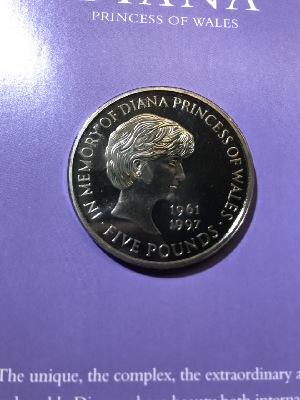 DIANA
PRINCESS OF WALES
IN MEMORY OF DIANA PRINCESS OF WALES ·
1961
1997
FIVE POUNDS ·
The unique, the complex, the extraordinary a